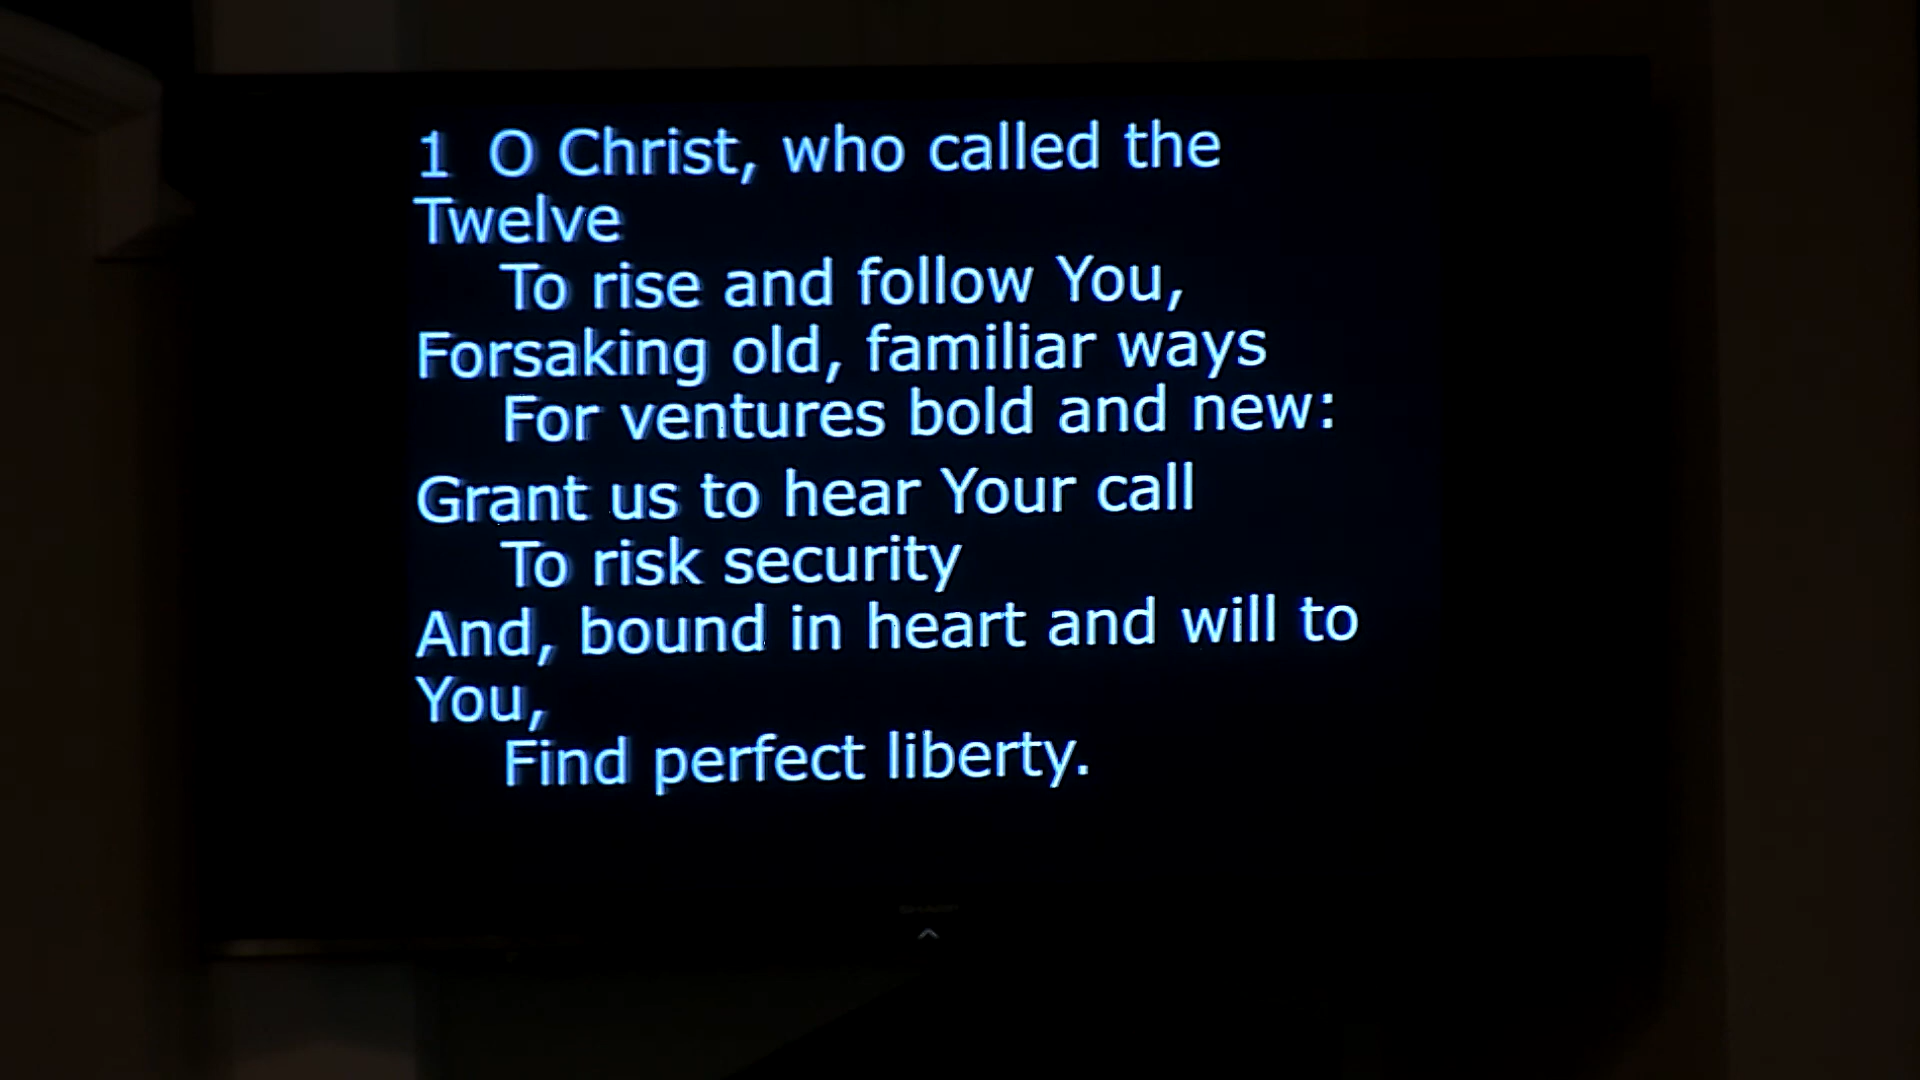 1 O Christ, who called the
Twelve
To rise and follow You,
Forsaking old, familiar ways
For ventures bold and new:
Grant us to hear Your call
To risk security
And, bound in heart and will to
You,
Find perfect liberty.